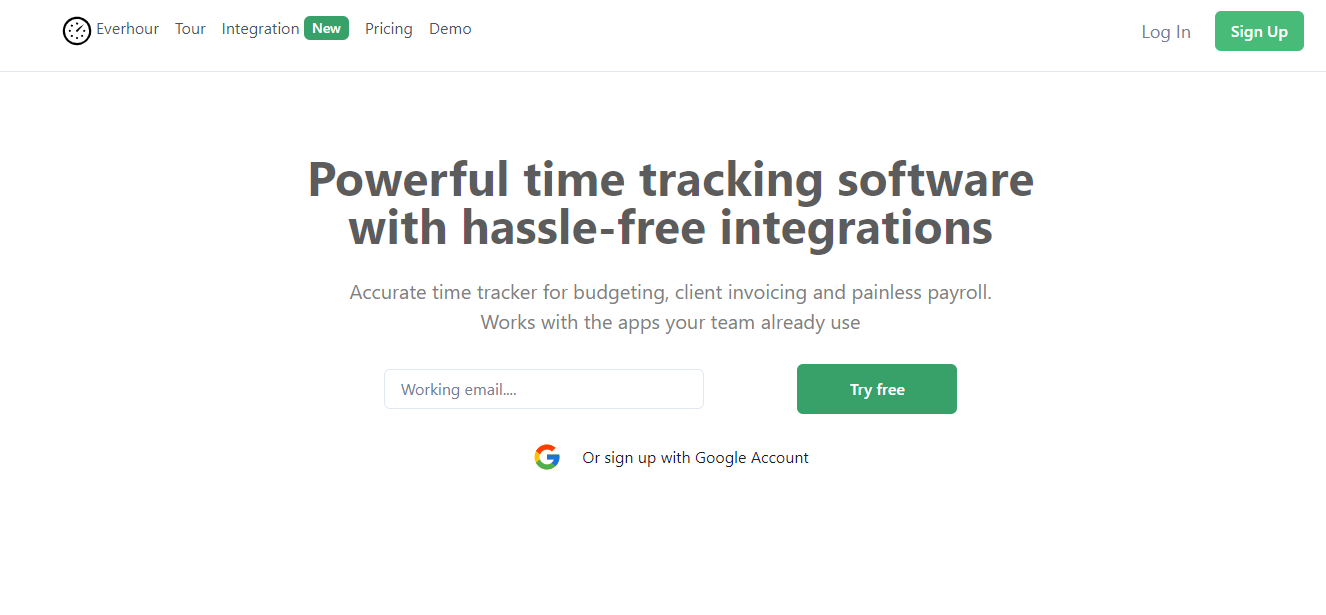 Everhour Tour Integration New Pricing Demo Log In Sign Up
Powerful time tracking software
with hassle-free integrations
Accurate time tracker for budgeting, client invoicing and painless payroll.
Works with the apps your team already use
Working email.... Try free
Or sign up with Google Account